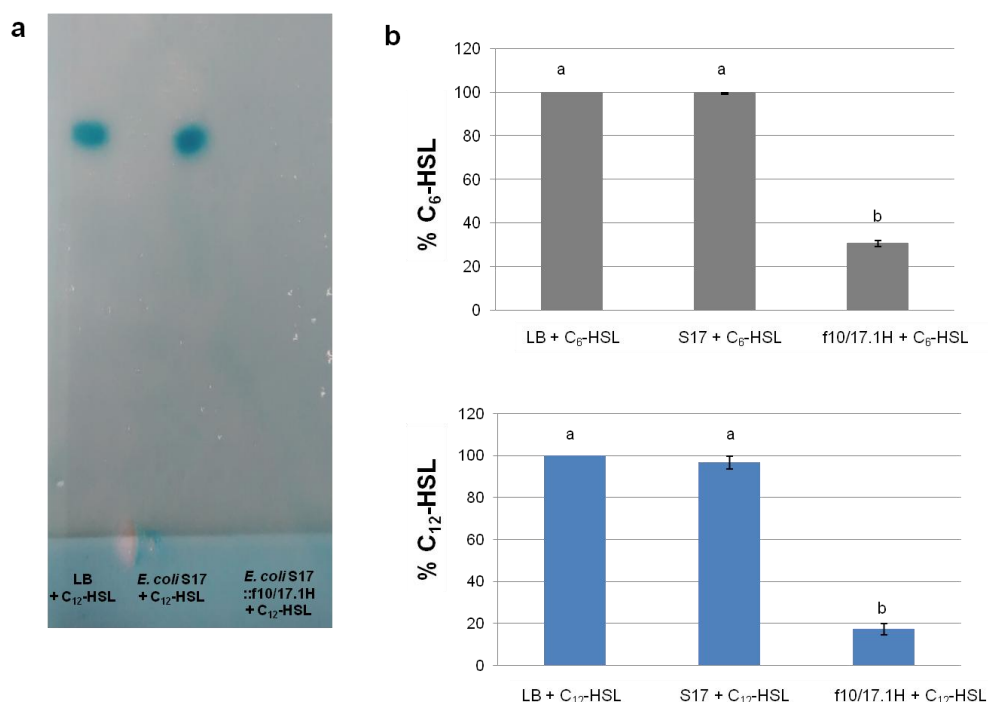 a
LB
+ C₁₂-HSL
E. coli S17
+ C₁₂-HSL
E. coli S17
::f10/17.1H
+ C₁₂-HSL
b
% C₆-HSL
120
100
80
60
40
20
0
a
a
b
LB + C₆-HSL
S17 + C₆-HSL
f10/17.1H + C₆-HSL
% C₁₂-HSL
120
100
80
60
40
20
0
a
a
b
LB + C₁₂-HSL
S17 + C₁₂-HSL
f10/17.1H + C₁₂-HSL